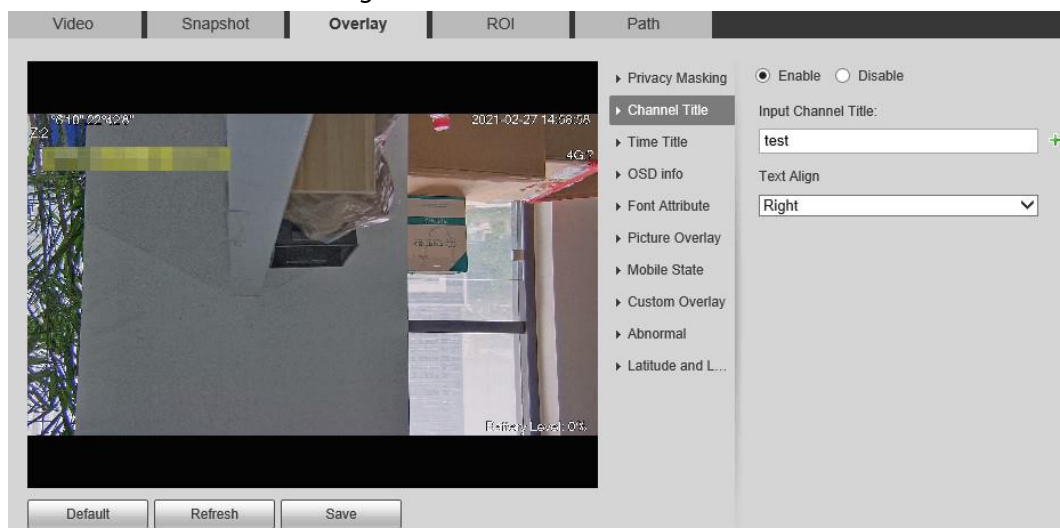 Video Snapshot Overlay ROI Path
Privacy Masking
Channel Title
Time Title
OSD info
Font Attribute
Picture Overlay
Mobile State
Custom Overlay
Abnormal
Latitude and L...
Enable Disable
Input Channel Title:
test
Text Align
Right
Z:2
2021-02-27 14:58:58
Battery Level: 0%
Default Refresh Save